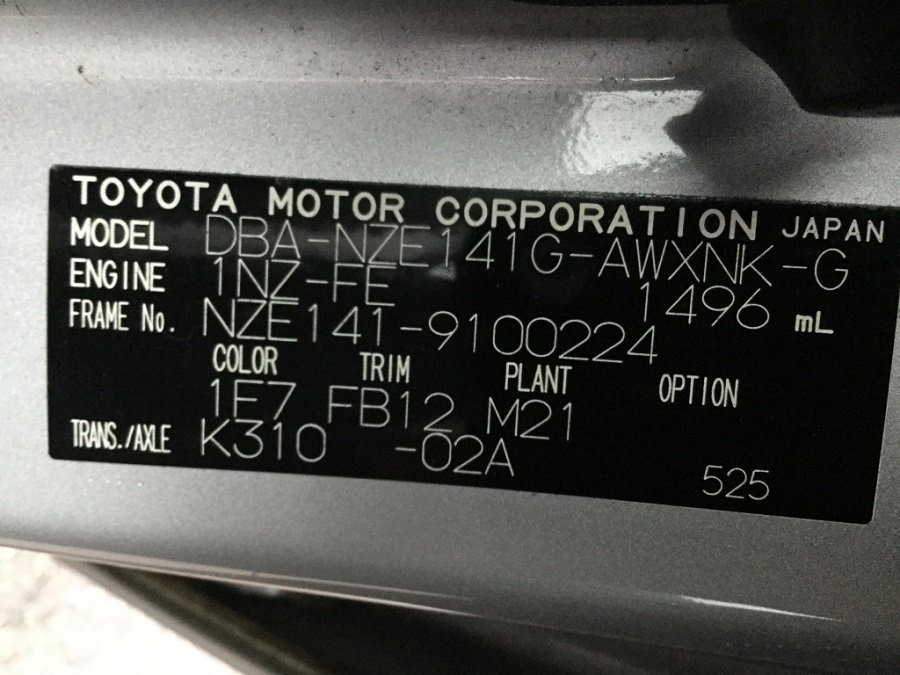 TOYOTA MOTOR CORPORATION JAPAN
MODEL DBA-NZE141G-AWXNK-G
ENGINE 1NZ-FE 1496 mL
FRAME No. NZE141-9100224
COLOR TRIM PLANT OPTION
1E7 FB12 M21
TRANS./AXLE K310 -02A
525